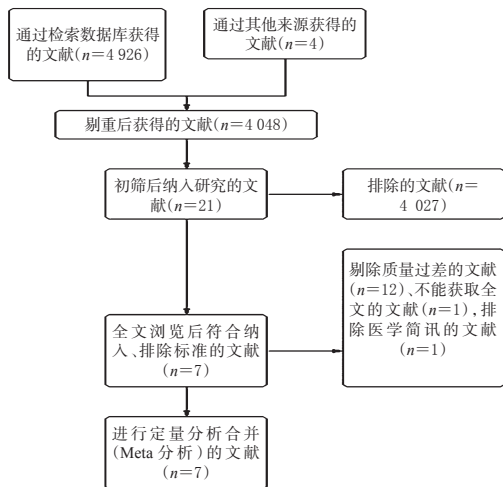 通过检索数据库获得
的文献(n=4 926)
通过其他来源获得的
文献(n=4)
剔重后获得的文献(n=4 048)
初筛后纳入研究的文
献(n=21)
排除的文献(n=
4 027)
剔除质量过差的文献
(n=12)、不能获取全
文的文献(n=1),排
除医学简讯的文献
(n=1)
全文浏览后符合纳
入、排除标准的文献
(n=7)
进行定量分析合并
(Meta 分析)的文献
(n=7)